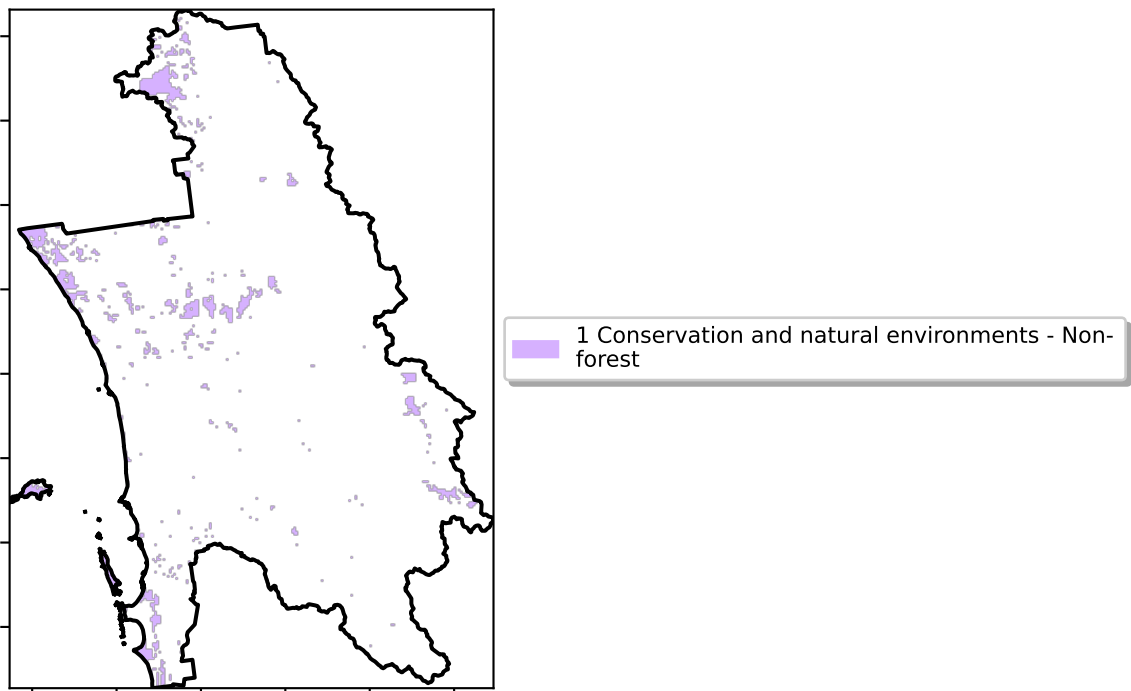 1 Conservation and natural environments - Non-
forest